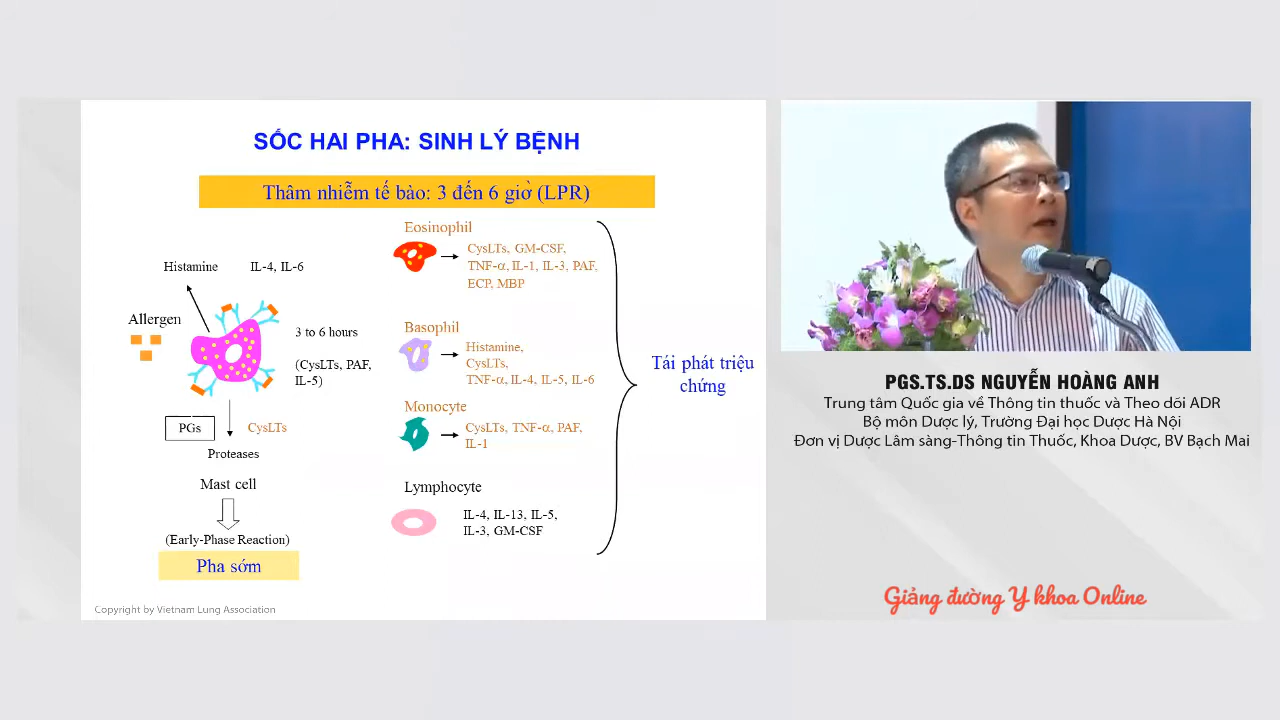 SỐC HAI PHA: SINH LÝ BỆNH
Thâm nhiễm tế bào: 3 đến 6 giờ (LPR)
Histamine
IL-4, IL-6
Allergen
3 to 6 hours
(CysLTs, PAF,
IL-5)
PGs
CysLTs
Proteases
Mast cell
(Early-Phase Reaction)
Pha sớm
Eosinophil
CysLTs, GM-CSF,
TNF-α, IL-1, IL-3, PAF,
ECP, MBP
Basophil
Histamine,
CysLTs,
TNF-α, IL-4, IL-5, IL-6
Monocyte
CysLTs, TNF-α, PAF,
IL-1
Lymphocyte
IL-4, IL-13, IL-5,
IL-3, GM-CSF
Tái phát triệu
chứng
Copyright by Vietnam Lung Association
PGS.TS.DS NGUYỄN HOÀNG ANH
Trung tâm Quốc gia về Thông tin thuốc và Theo dõi ADR
Bộ môn Dược lý, Trường Đại học Dược Hà Nội
Đơn vị Dược Lâm sàng-Thông tin Thuốc, Khoa Dược, BV Bạch Mai
Giảng đường Y khoa Online